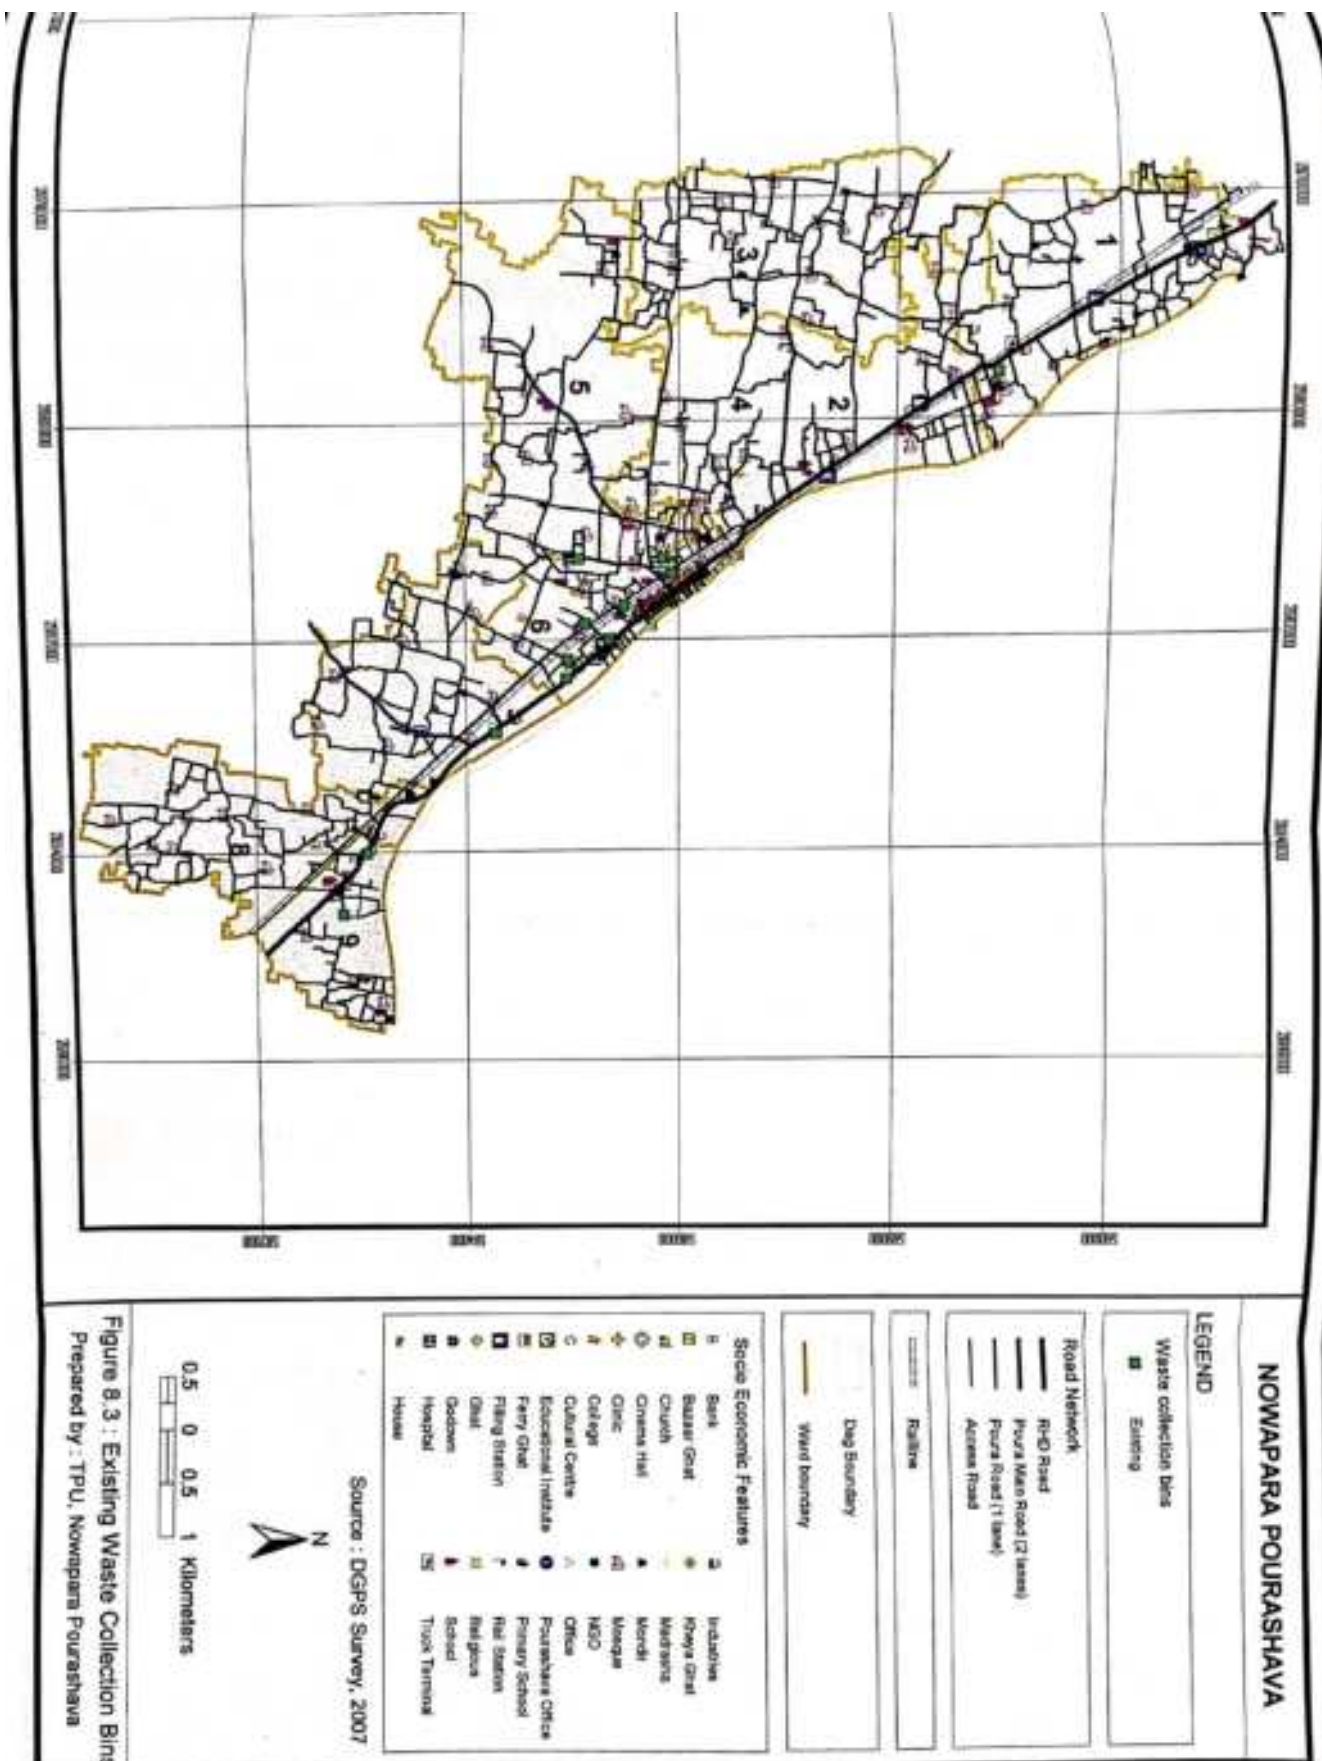 NOWAPARA POURASHAVA
LEGEND
Waste collection bins
Existing
Road Network
RHD Road
Poura Main Road (2 lanes)
Poura Road (1 lane)
Access Road
Railline
Dag Boundary
Ward boundary
Socio Economic Features
Bank
Bazaar Ghat
Church
Cinema Hall
Clinic
College
Cultural Centre
Educational Institute
Ferry Ghat
Filling Station
Ghat
Godown
Hospital
House
Industries
Kheya Ghat
Madrasha
Mondir
Mosque
NGO
Office
Pourashava Office
Primary School
Rail Station
Religious
School
Truck Terminal
Source : DGPS Survey, 2007
N
0.5 0 0.5 1 Kilometers
Figure 8.3 : Existing Waste Collection Bins
Prepared by : TPU, Nowapara Pourashava
1
3
2
4
5
6
8
9